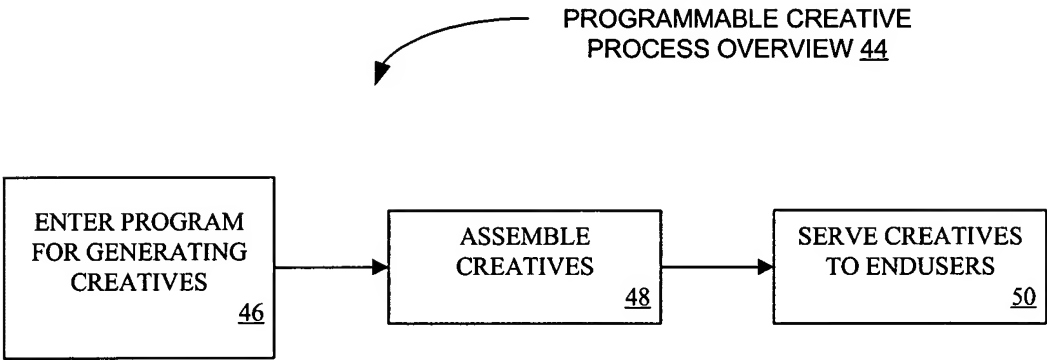 PROGRAMMABLE CREATIVE
PROCESS OVERVIEW 44
ENTER PROGRAM
FOR GENERATING
CREATIVES
46
ASSEMBLE
CREATIVES
48
SERVE CREATIVES
TO ENDUSERS
50